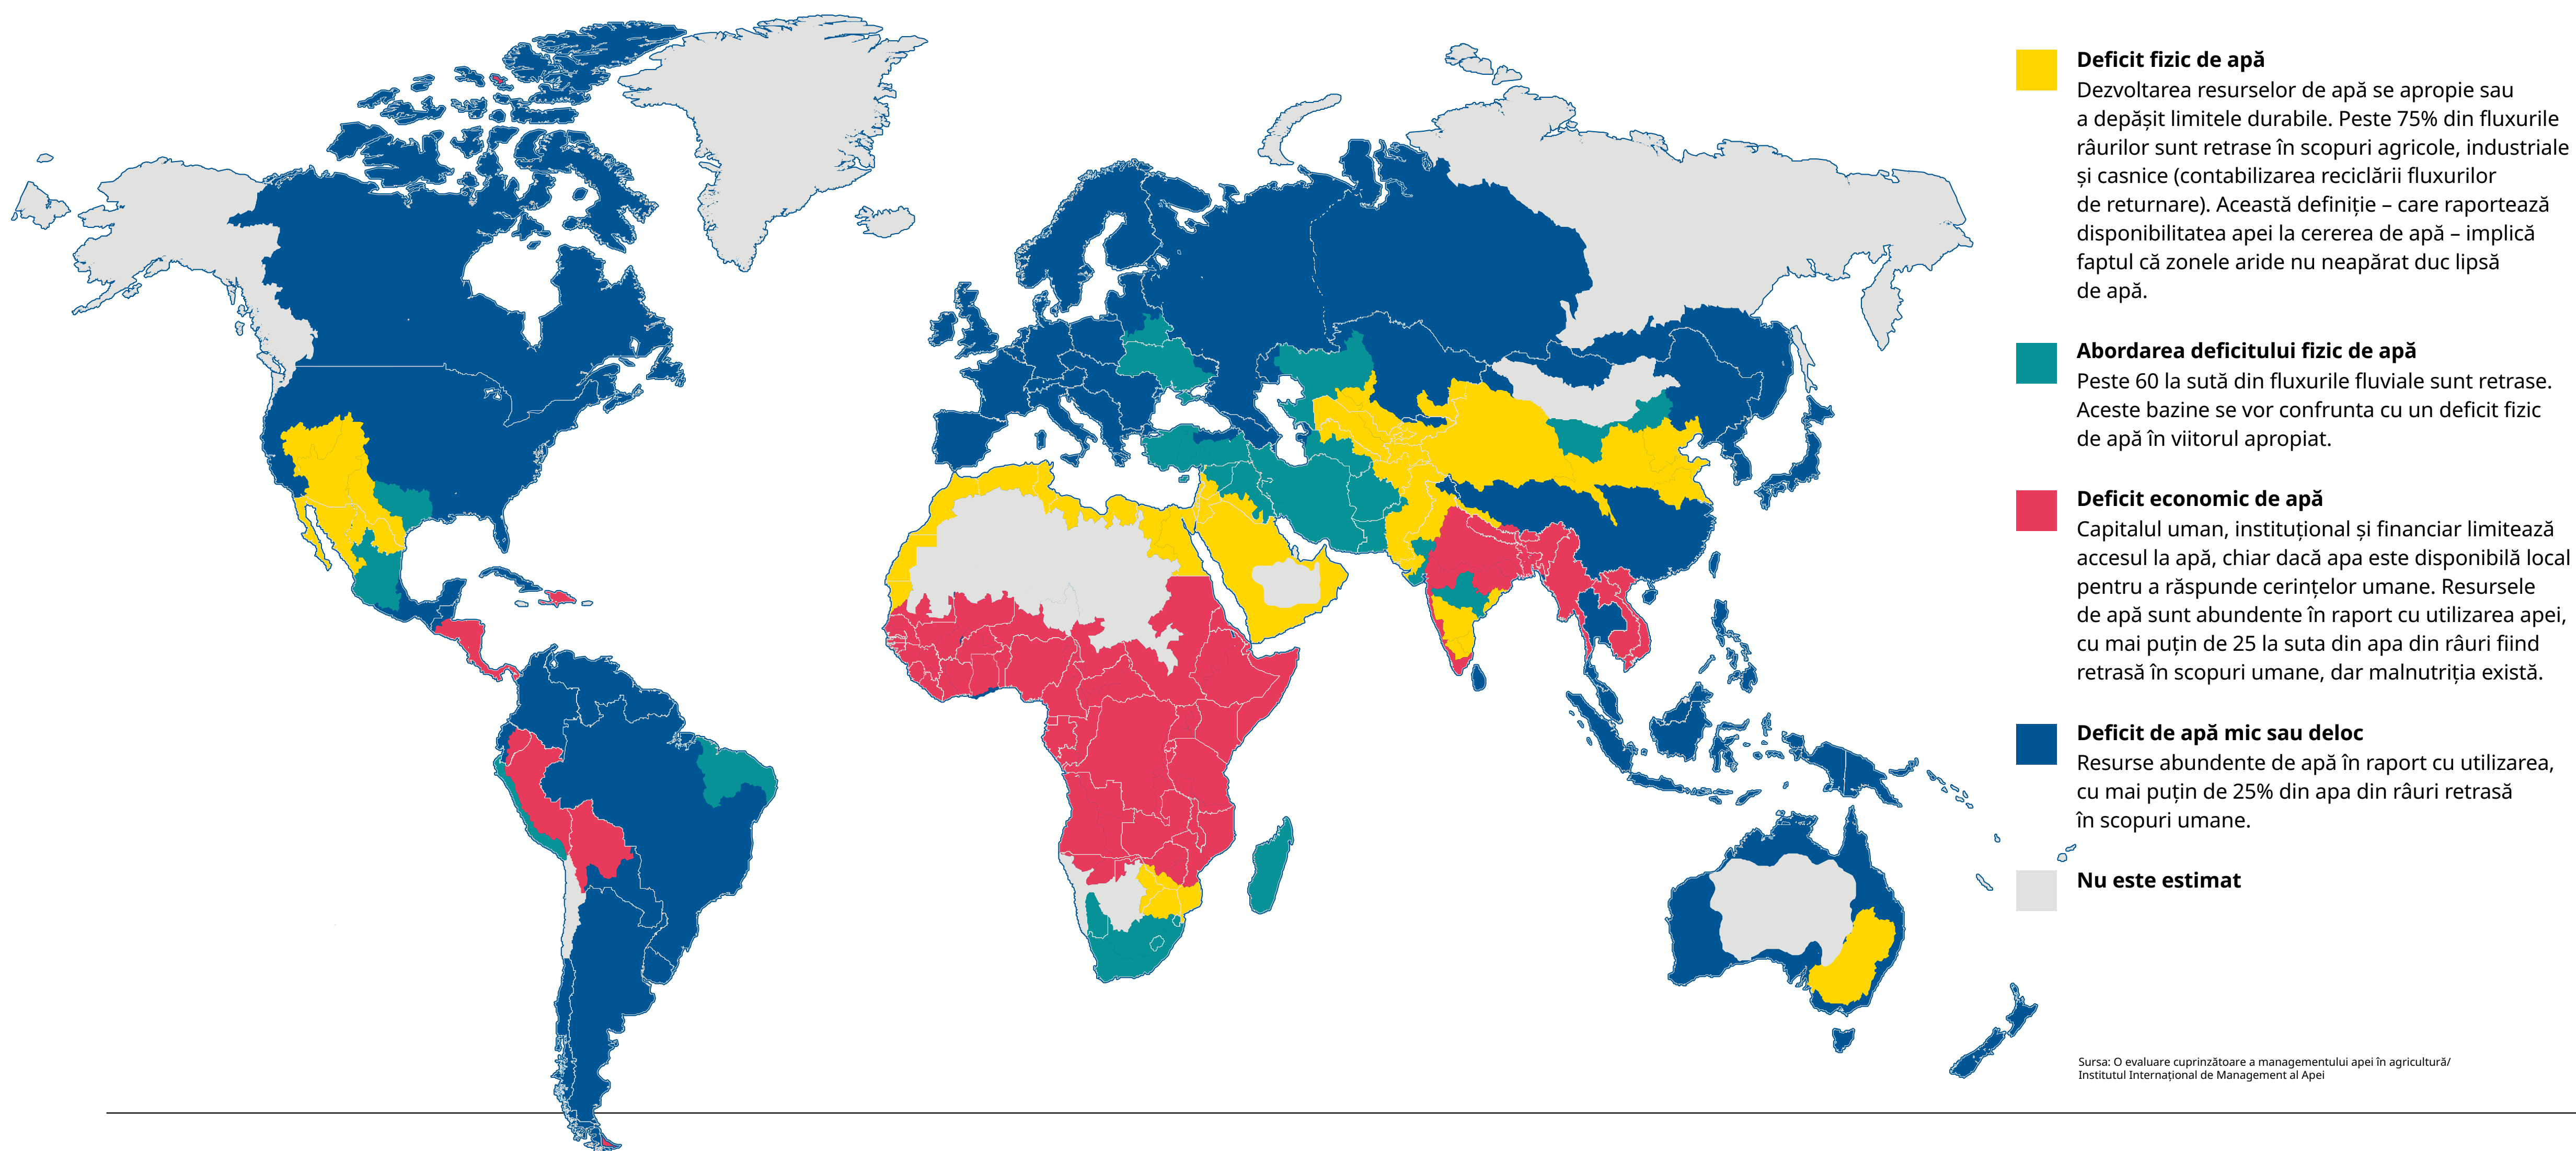 Deficit fizic de apă
Dezvoltarea resurselor de apă se apropie sau
a depășit limitele durabile. Peste 75% din fluxurile
râurilor sunt retrase în scopuri agricole, industriale
și casnice (contabilizarea reciclării fluxurilor
de returnare). Această definiție – care raportează
disponibilitatea apei la cererea de apă – implică
faptul că zonele aride nu neapărat duc lipsă
de apă.
Abordarea deficitului fizic de apă
Peste 60 la sută din fluxurile fluviale sunt retrase.
Aceste bazine se vor confrunta cu un deficit fizic
de apă în viitorul apropiat.
Deficit economic de apă
Capitalul uman, instituțional și financiar limitează
accesul la apă, chiar dacă apa este disponibilă local
pentru a răspunde cerințelor umane. Resursele
de apă sunt abundente în raport cu utilizarea apei,
cu mai puțin de 25 la suta din apa din râuri fiind
retrasă în scopuri umane, dar malnutriția există.
Deficit de apă mic sau deloc
Resurse abundente de apă în raport cu utilizarea,
cu mai puțin de 25% din apa din râuri retrasă
în scopuri umane.
Nu este estimat
Sursa: O evaluare cuprinzătoare a managementului apei în agricultură/
Institutul Internațional de Management al Apei